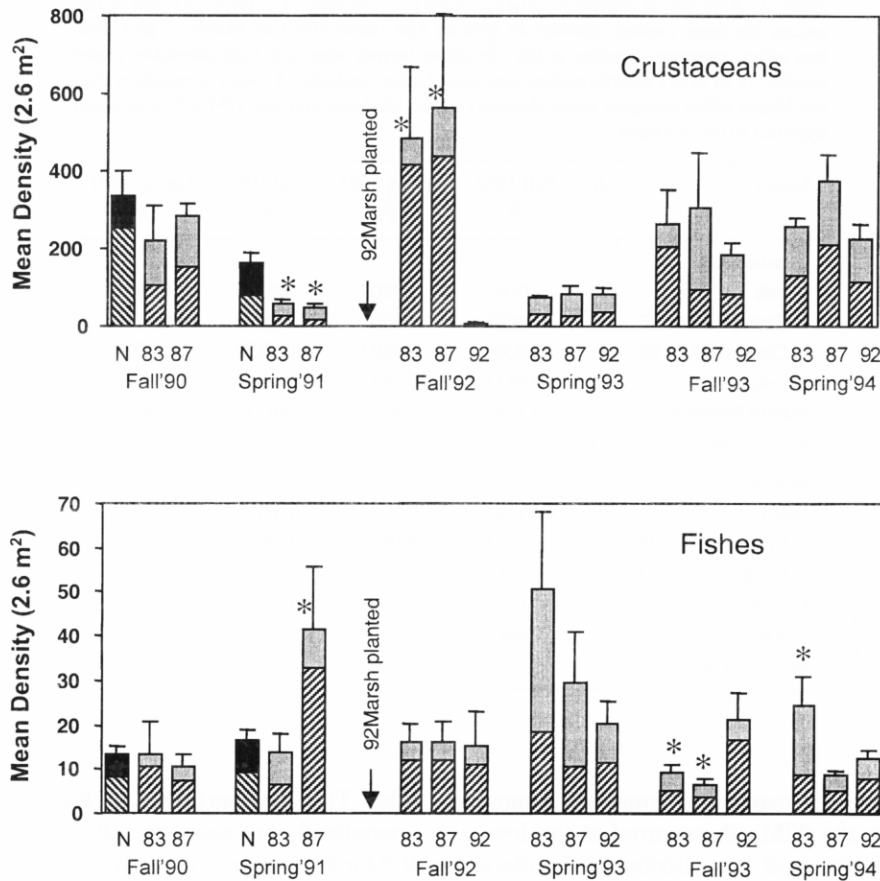 800
600
400
200
0
Mean Density (2.6 m²)
Crustaceans
* * * *
92Marsh planted
N 83 87 N 83 87 83 87 92 83 87 92 83 87 92 83 87 92
Fall'90 Spring'91 Fall'92 Spring'93 Fall'93 Spring'94
70
60
50
40
30
20
10
0
Mean Density (2.6 m²)
Fishes
* * * *
92Marsh planted
N 83 87 N 83 87 83 87 92 83 87 92 83 87 92 83 87 92
Fall'90 Spring'91 Fall'92 Spring'93 Fall'93 Spring'94